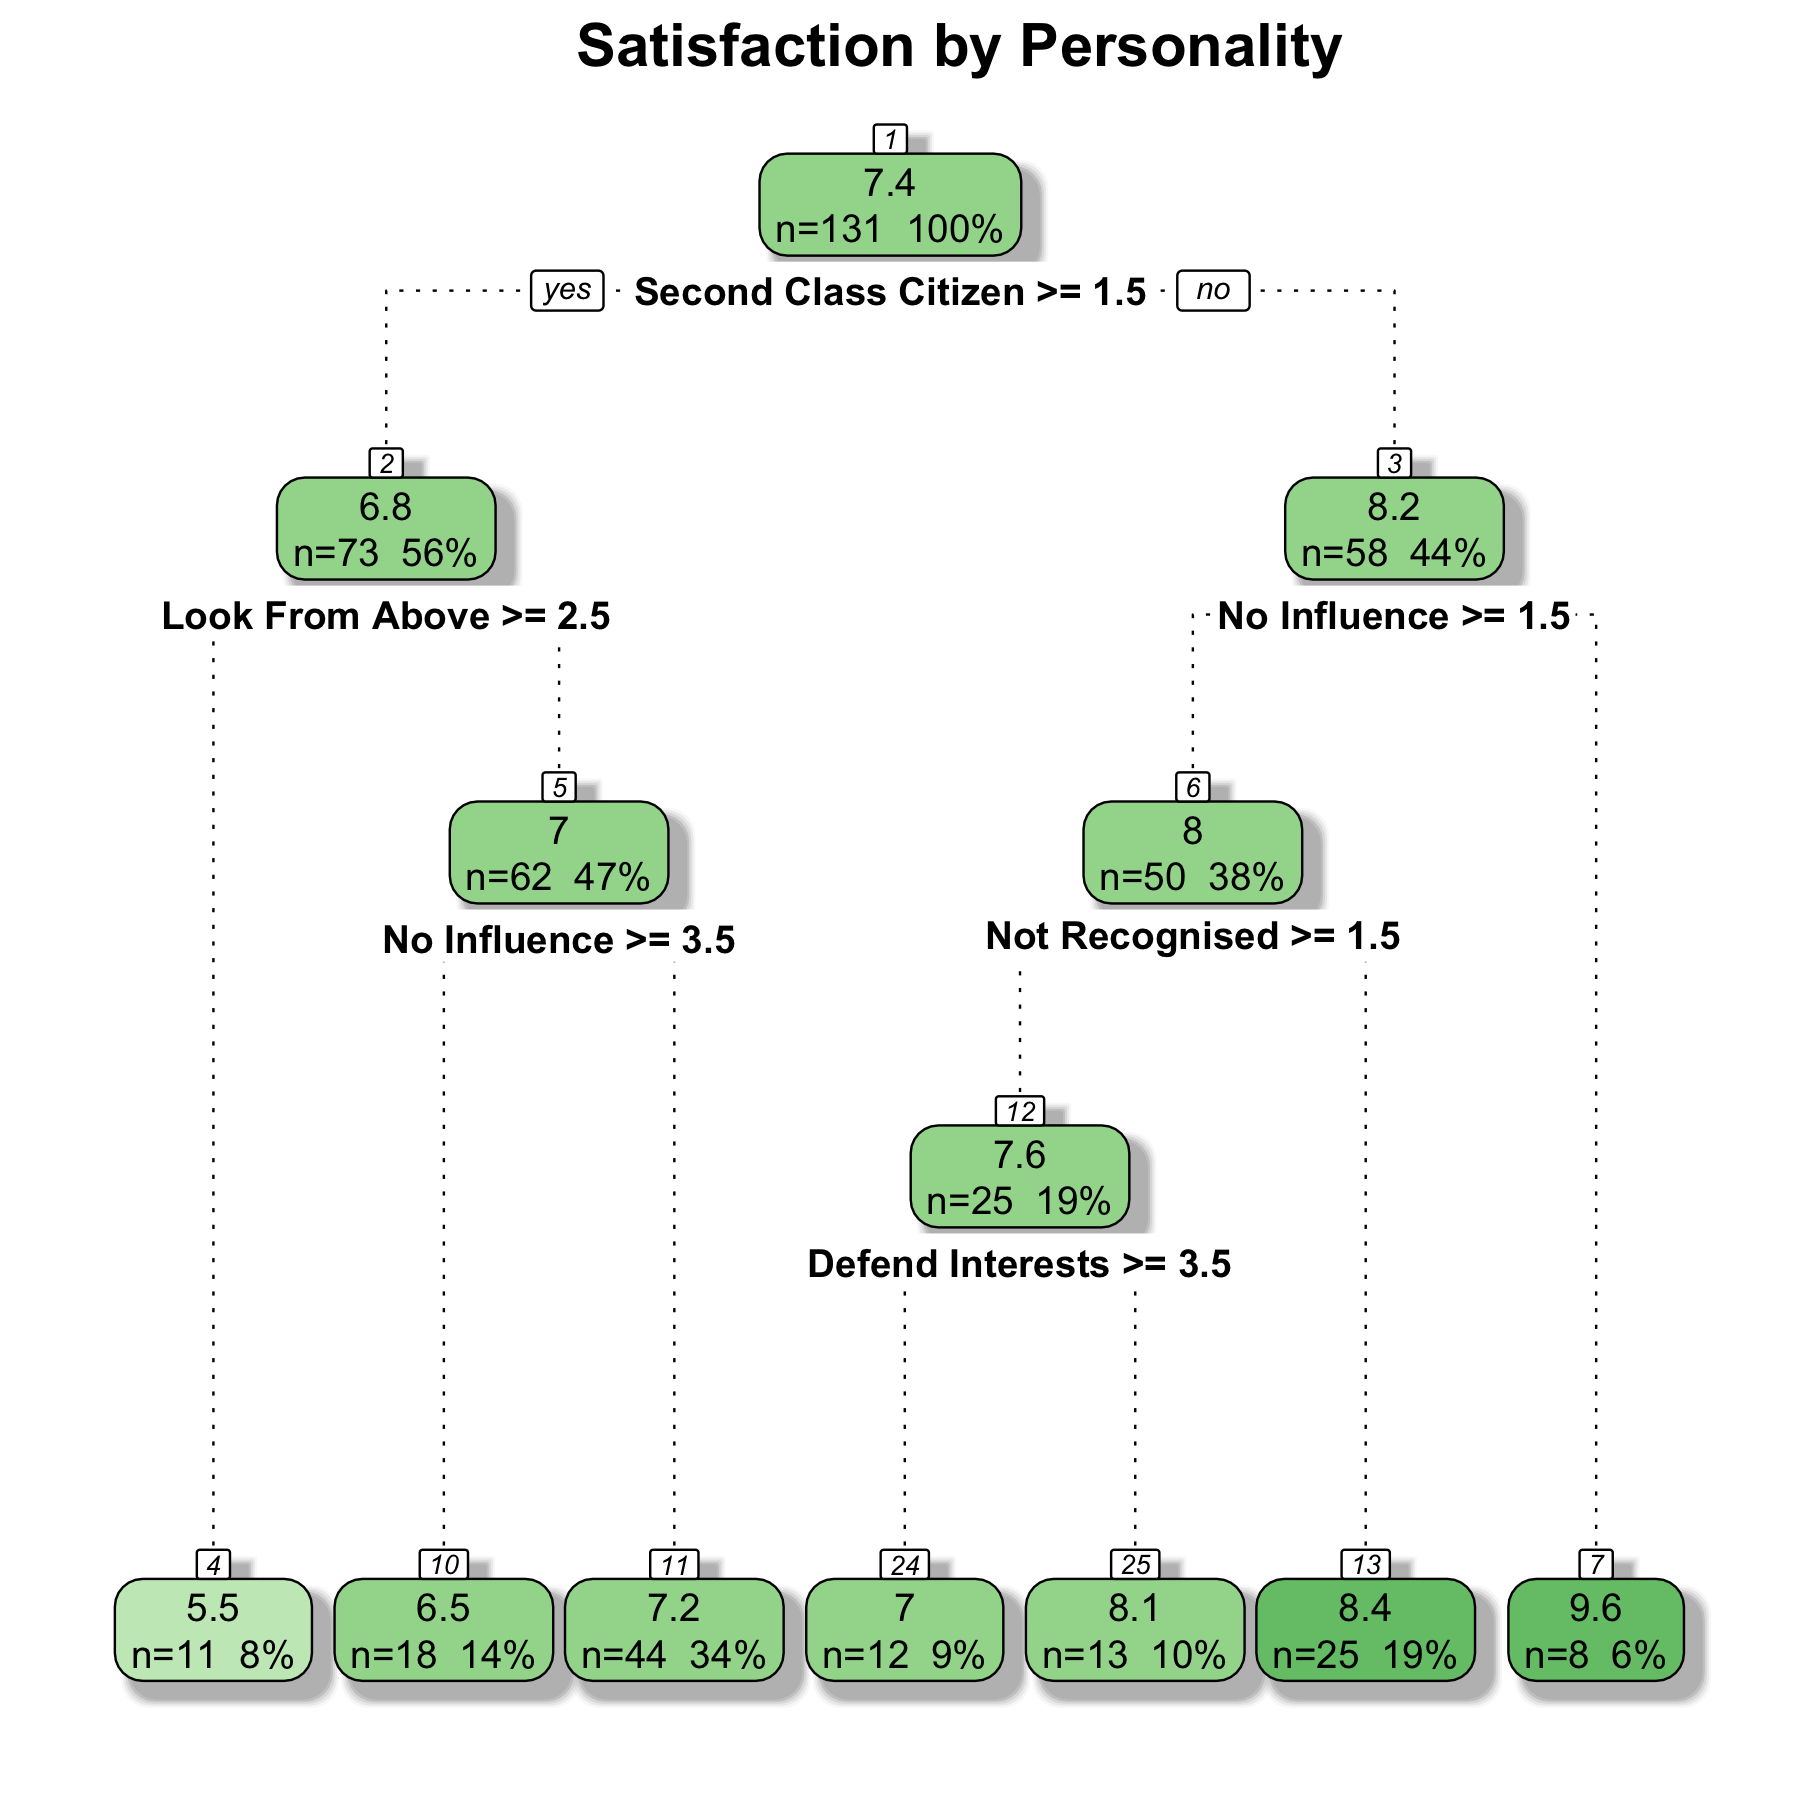 Satisfaction by Personality
1
7.4
n=131 100%
yes Second Class Citizen >= 1.5 no
2
6.8
n=73 56%
3
8.2
n=58 44%
Look From Above >= 2.5
No Influence >= 1.5
5
7
n=62 47%
6
8
n=50 38%
No Influence >= 3.5
Not Recognised >= 1.5
12
7.6
n=25 19%
Defend Interests >= 3.5
4
5.5
n=11 8%
10
6.5
n=18 14%
11
7.2
n=44 34%
24
7
n=12 9%
25
8.1
n=13 10%
13
8.4
n=25 19%
7
9.6
n=8 6%